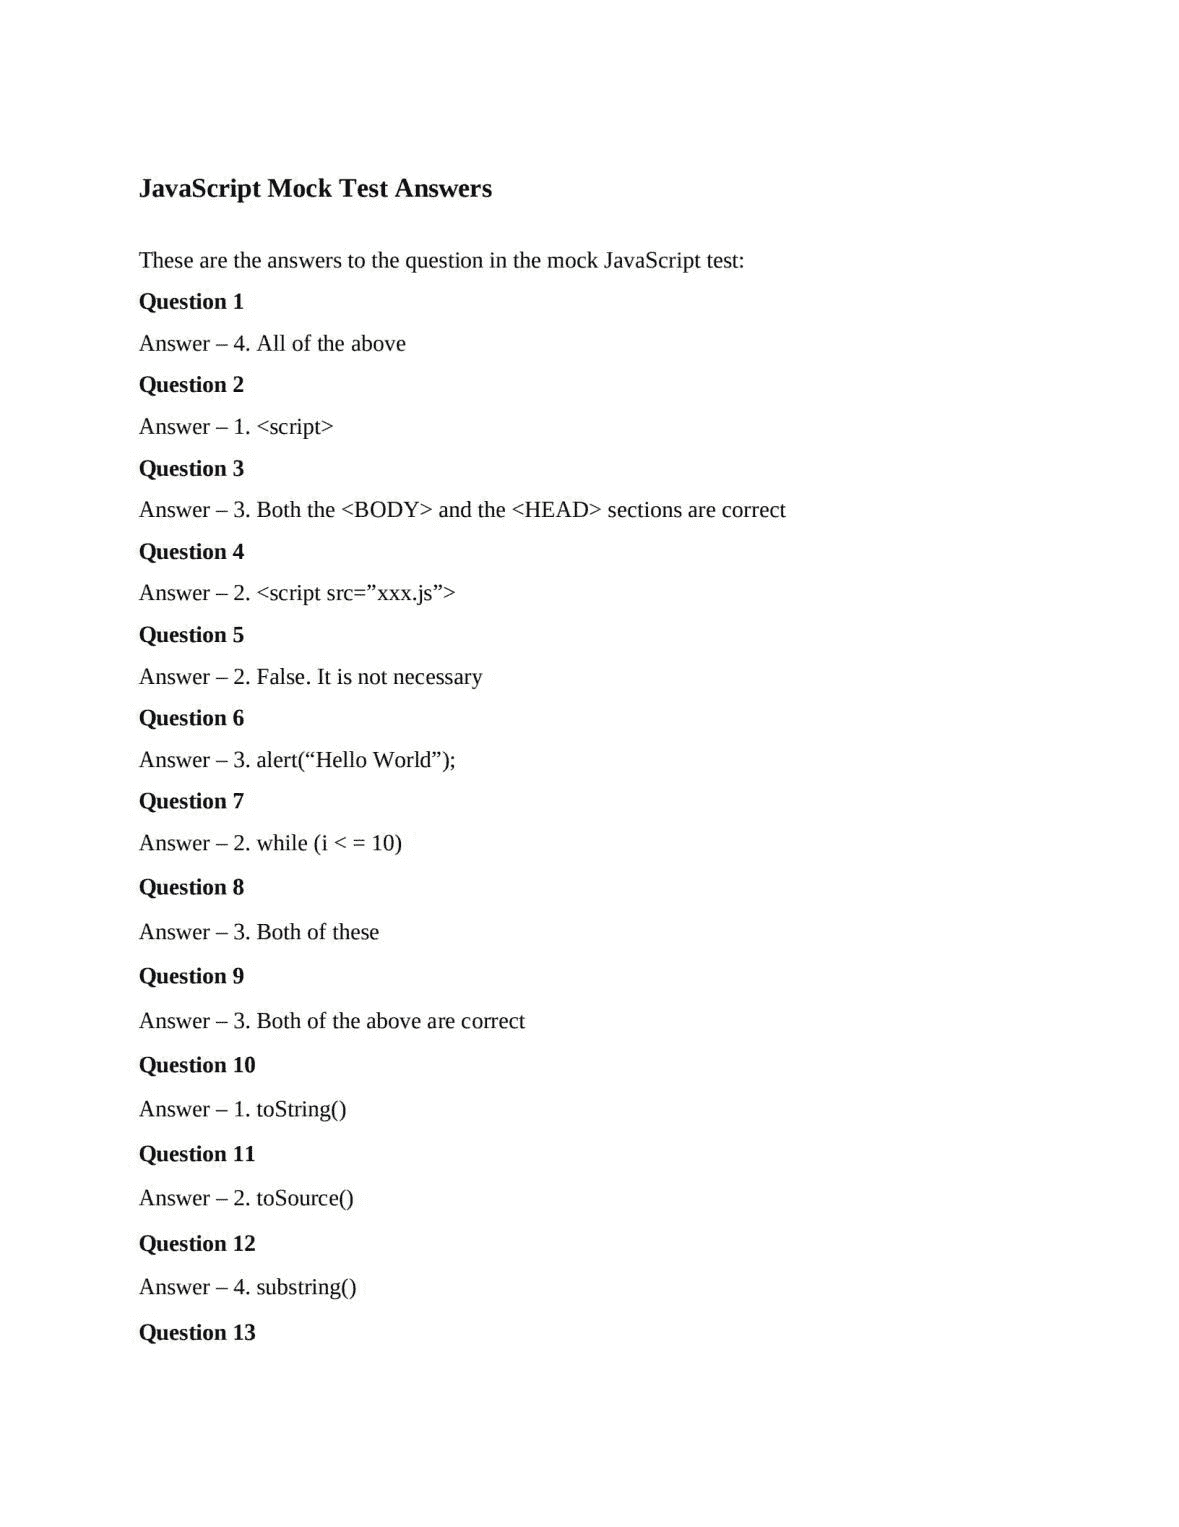 JavaScript Mock Test Answers
These are the answers to the question in the mock JavaScript test:
Question 1
Answer – 4. All of the above
Question 2
Answer – 1. <script>
Question 3
Answer – 3. Both the <BODY> and the <HEAD> sections are correct
Question 4
Answer – 2. <script src=”xxx.js”>
Question 5
Answer – 2. False. It is not necessary
Question 6
Answer – 3. alert(“Hello World”);
Question 7
Answer – 2. while (i < = 10)
Question 8
Answer – 3. Both of these
Question 9
Answer – 3. Both of the above are correct
Question 10
Answer – 1. toString()
Question 11
Answer – 2. toSource()
Question 12
Answer – 4. substring()
Question 13